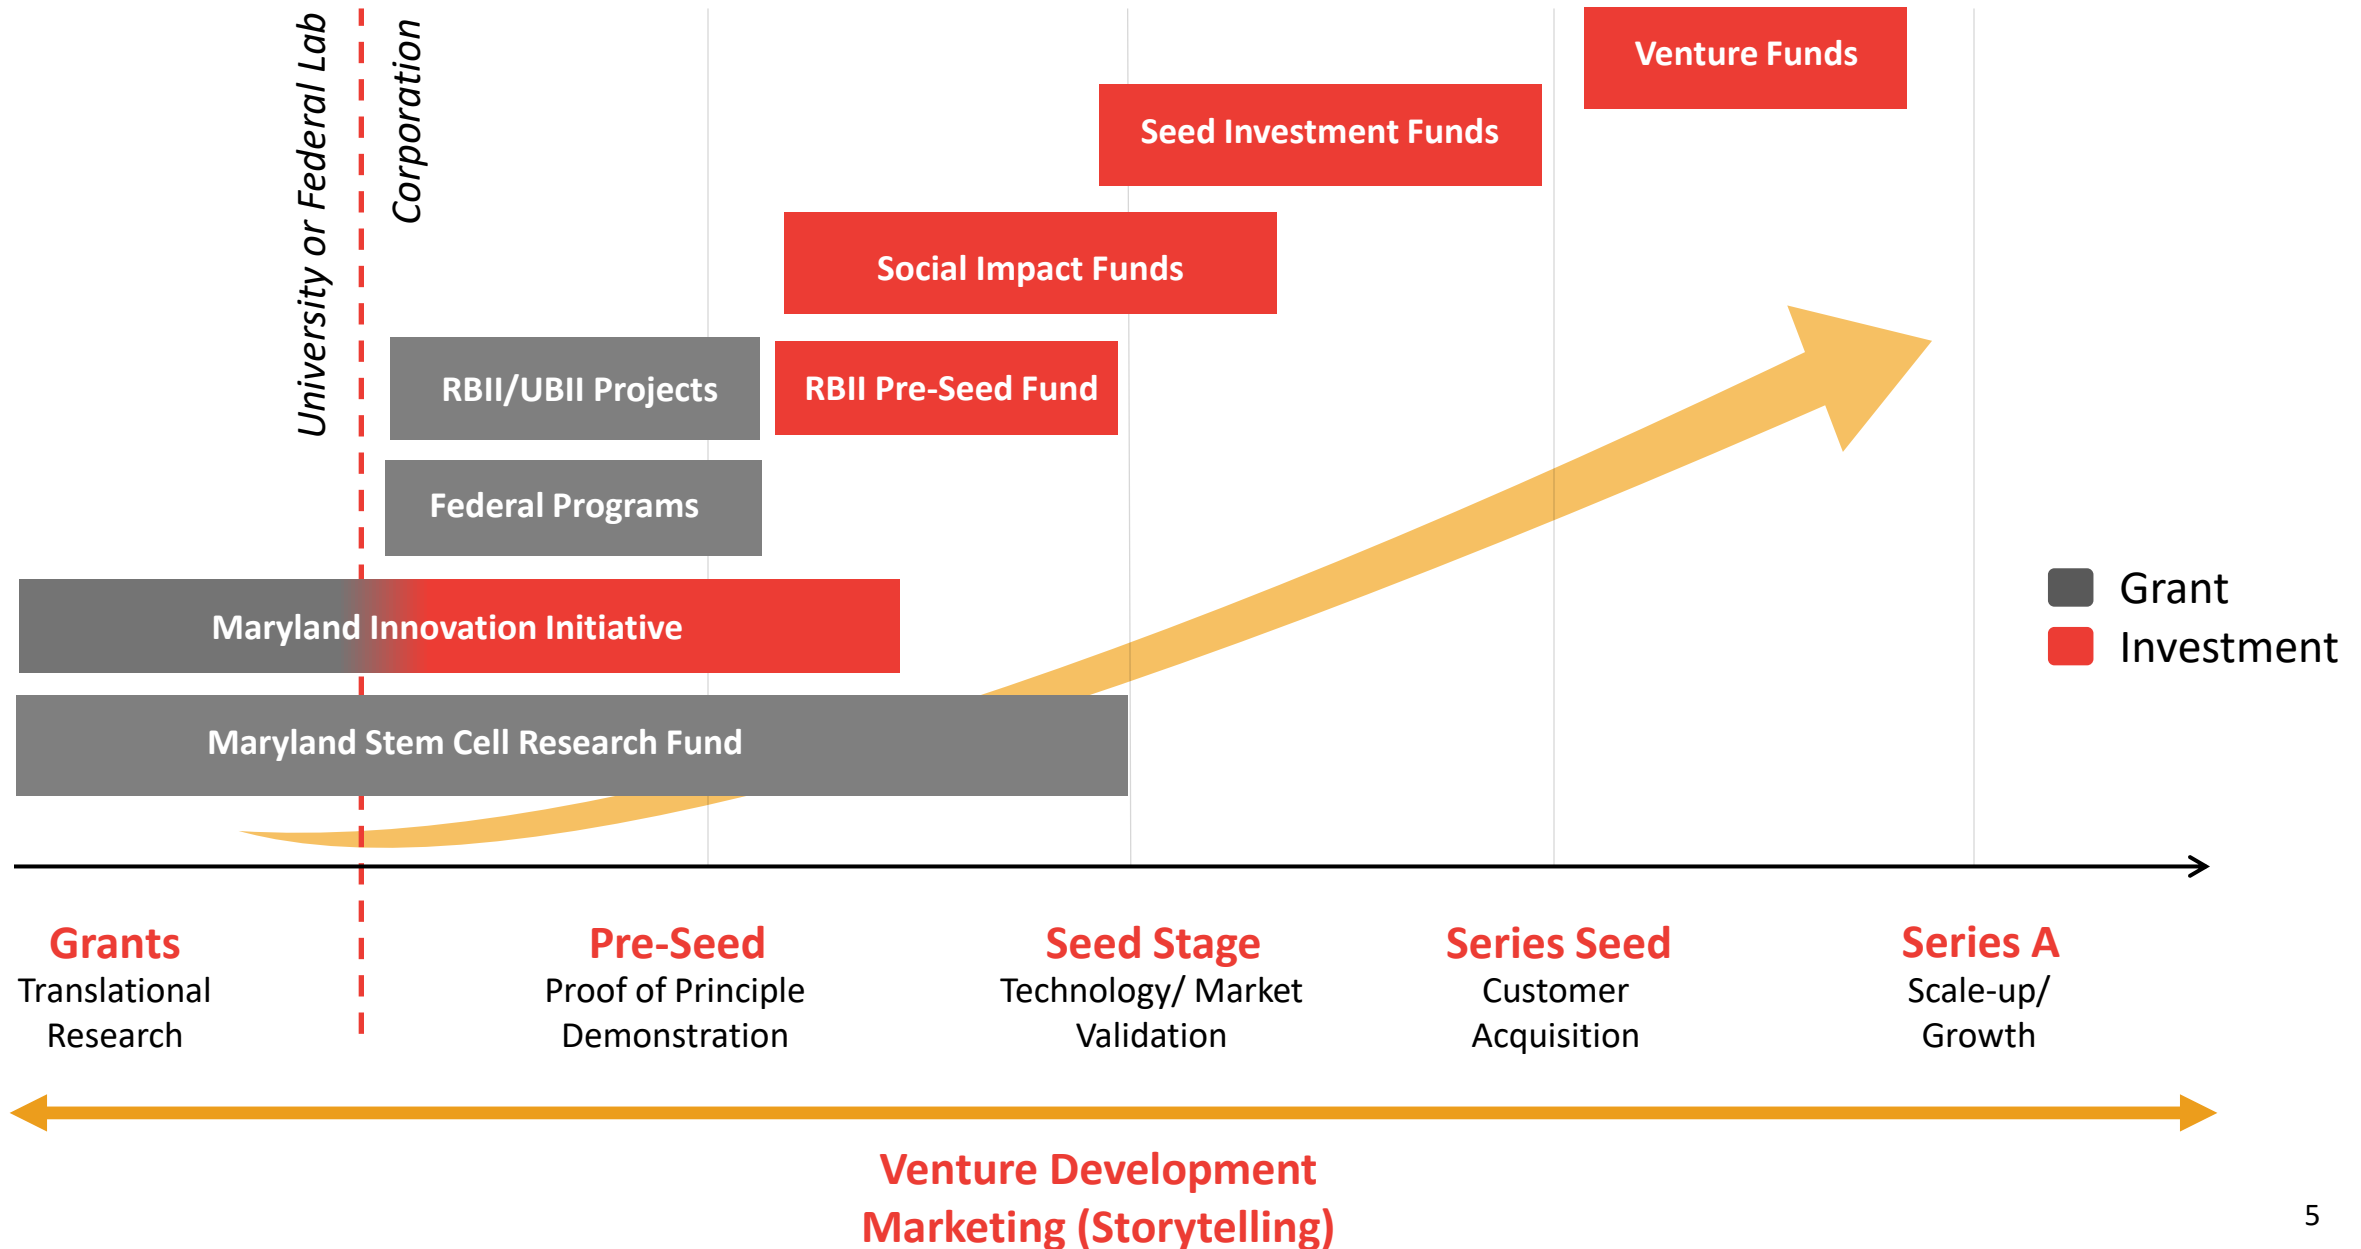 University or Federal Lab
Corporation
Venture Funds
Seed Investment Funds
Social Impact Funds
RBII/UBII Projects
RBII Pre-Seed Fund
Federal Programs
Maryland Innovation Initiative
Maryland Stem Cell Research Fund
Grant
Investment
Grants
Translational
Research
Pre-Seed
Proof of Principle
Demonstration
Seed Stage
Technology/ Market
Validation
Series Seed
Customer
Acquisition
Series A
Scale-up/
Growth
Venture Development
Marketing (Storytelling)
5